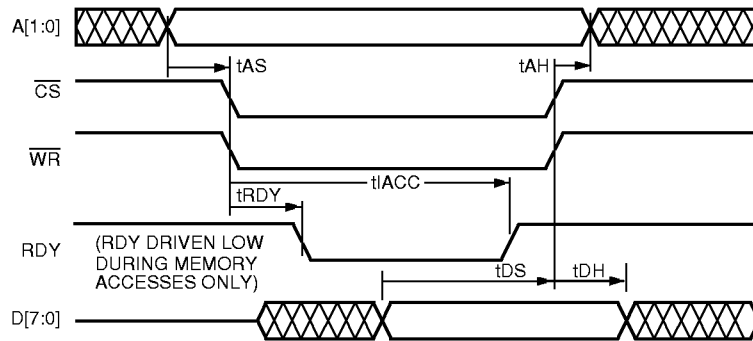 A[1:0]
tAS
tAH
CS
WR
tIACC
tRDY
RDY
(RDY DRIVEN LOW
DURING MEMORY
ACCESSES ONLY)
tDS
tDH
D[7:0]